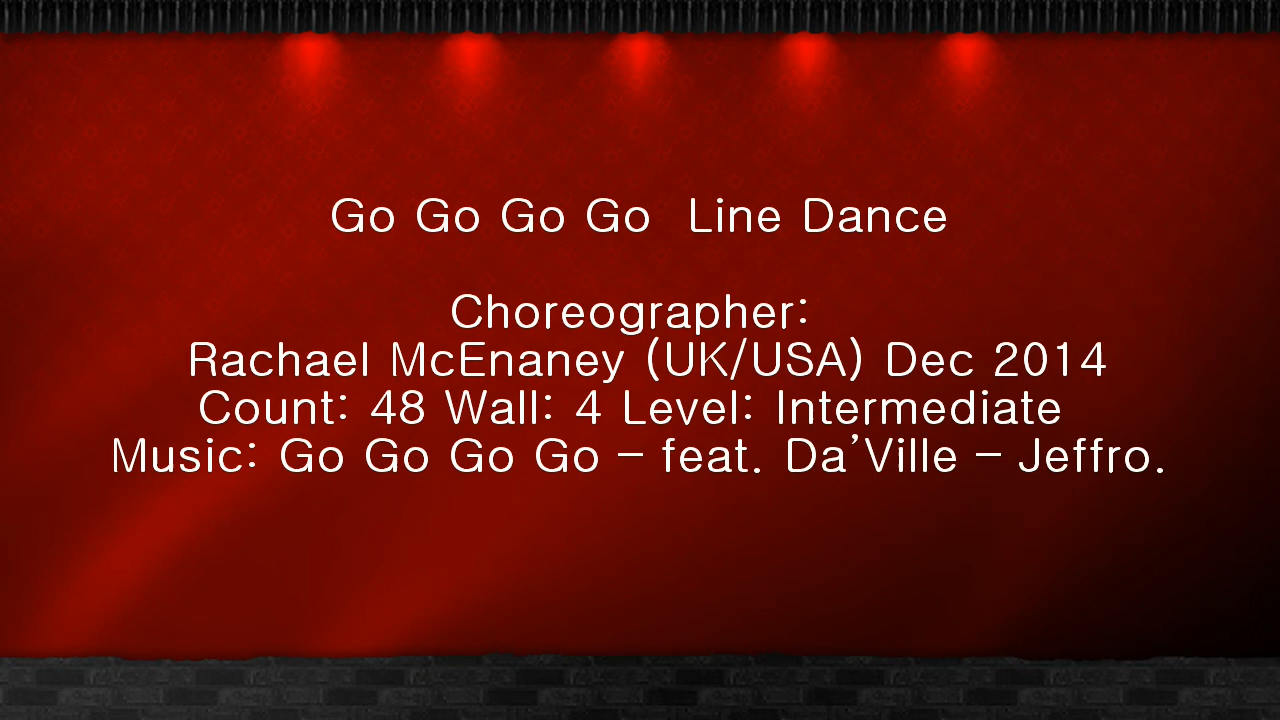 Go Go Go Go  Line Dance
Choreographer:
Rachael McEnaney (UK/USA) Dec 2014
Count: 48 Wall: 4 Level: Intermediate
Music: Go Go Go Go – feat. Da’Ville – Jeffro.